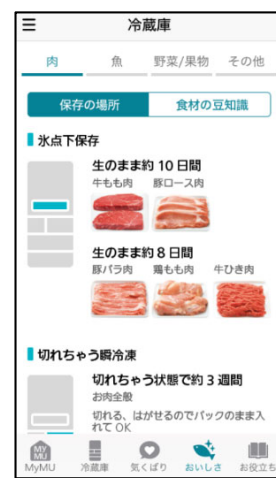 冷蔵庫
肉 魚 野菜/果物 その他
保存の場所 食材の豆知識
氷点下保存
生のまま約 10 日間
牛もも肉 豚ロース肉
生のまま約 8 日間
豚バラ肉 鶏もも肉 牛ひき肉
切れちゃう瞬冷凍
切れちゃう状態で約 3 週間
お肉全般
切れる、はがせるのでパックのまま入
れて OK
MY
MU
MyMU 冷蔵庫 気くばり おいしさ お役立ち